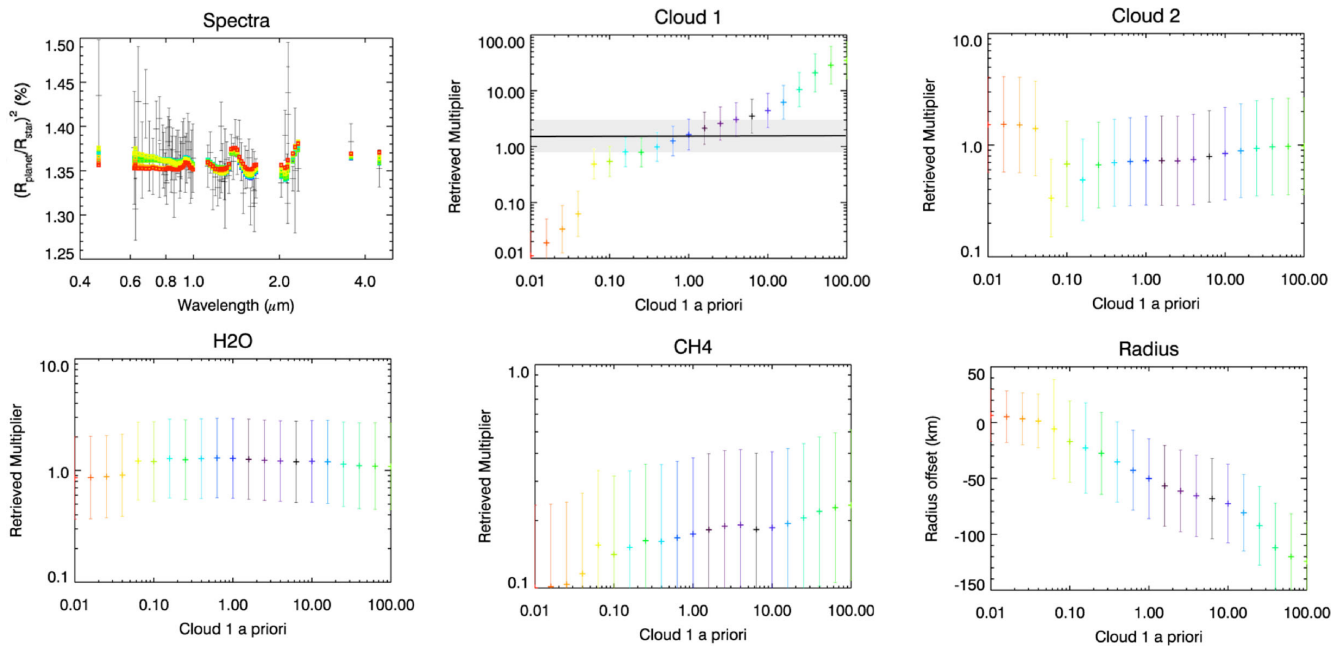 Spectra
1.50
1.45
1.40
1.35
1.30
1.25
(R planet/R star)² (%)
0.4 0.6 0.8 1.0 2.0 4.0
Wavelength (μm)
Cloud 1
100.00
10.00
1.00
0.10
0.01
Retrieved Multiplier
0.01 0.10 1.00 10.00 100.00
Cloud 1 a priori
Cloud 2
10.0
1.0
0.1
Retrieved Multiplier
0.01 0.10 1.00 10.00 100.00
Cloud 1 a priori
H2O
10.0
1.0
0.1
Retrieved Multiplier
0.01 0.10 1.00 10.00 100.00
Cloud 1 a priori
CH4
1.0
0.1
Retrieved Multiplier
0.01 0.10 1.00 10.00 100.00
Cloud 1 a priori
Radius
50
0
-50
-100
-150
Radius offset (km)
0.01 0.10 1.00 10.00 100.00
Cloud 1 a priori